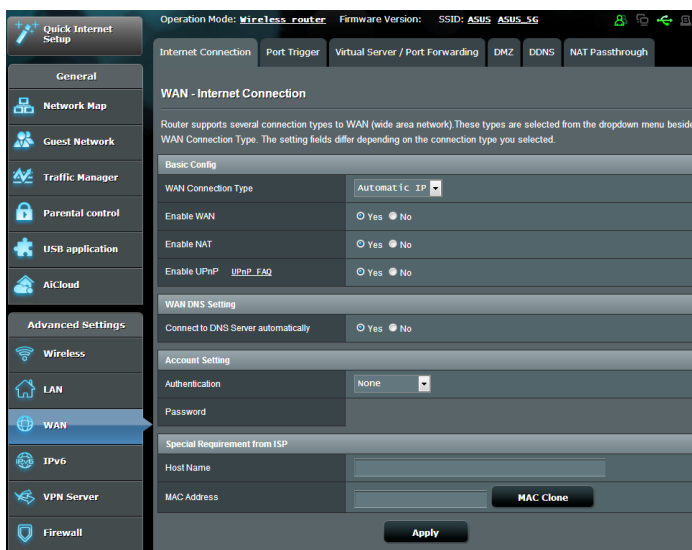 Operation Mode: Wireless router Firmware Version: SSID: ASUS ASUS_5G
Quick Internet
Setup
Internet Connection Port Trigger Virtual Server / Port Forwarding DMZ DDNS NAT Passthrough
General
Network Map
Guest Network
Traffic Manager
Parental control
USB application
AiCloud
Advanced Settings
Wireless
LAN
WAN
IPv6
VPN Server
Firewall
WAN - Internet Connection
Router supports several connection types to WAN (wide area network).These types are selected from the dropdown menu beside
WAN Connection Type. The setting fields differ depending on the connection type you selected.
Basic Config
WAN Connection Type Automatic IP
Enable WAN Yes No
Enable NAT Yes No
Enable UPnP UPnP FAQ Yes No
WAN DNS Setting
Connect to DNS Server automatically Yes No
Account Setting
Authentication None
Password
Special Requirement from ISP
Host Name
MAC Address MAC Clone
Apply